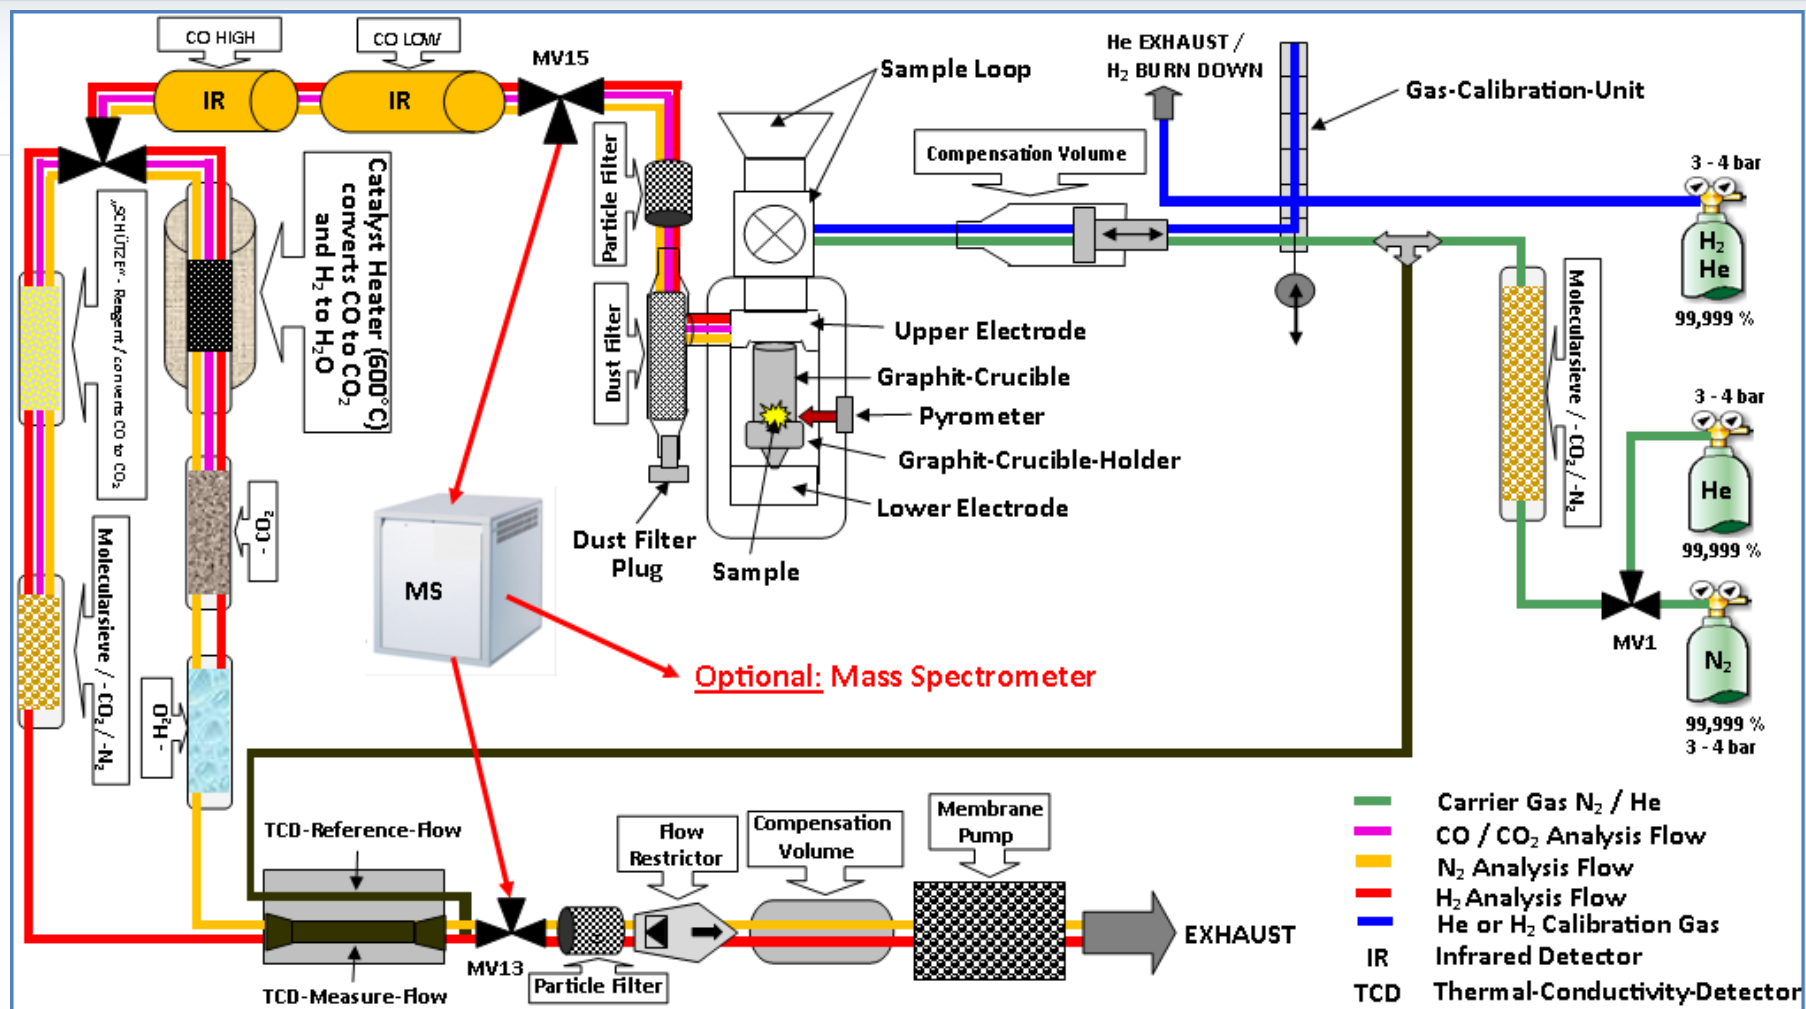 CO HIGH
CO LOW
MV15
He EXHAUST /
H₂ BURN DOWN
IR
IR
Sample Loop
Gas-Calibration-Unit
Particle Filter
Compensation Volume
3 - 4 bar
H₂
He
99,999 %
„SCHÜTZE“ - Reagent / converts CO to CO₂
Catalyst Heater (600°C)
converts CO to CO₂
and H₂ to H₂O
Dust Filter
Upper Electrode
Graphit-Crucible
Pyrometer
Graphit-Crucible-Holder
Lower Electrode
Molecularsieve / - CO₂ / -N₂
3 - 4 bar
He
99,999 %
- CO₂
Dust Filter
Plug
Sample
MS
Molecularsieve / - CO₂ / -N₂
- H₂O
Optional: Mass Spectrometer
MV1
N₂
99,999 %
3 - 4 bar
TCD-Reference-Flow
Flow
Restrictor
Compensation
Volume
Membrane
Pump
MV13
Particle Filter
TCD-Measure-Flow
EXHAUST
Carrier Gas N₂ / He
CO / CO₂ Analysis Flow
N₂ Analysis Flow
H₂ Analysis Flow
He or H₂ Calibration Gas
IR Infrared Detector
TCD Thermal-Conductivity-Detector